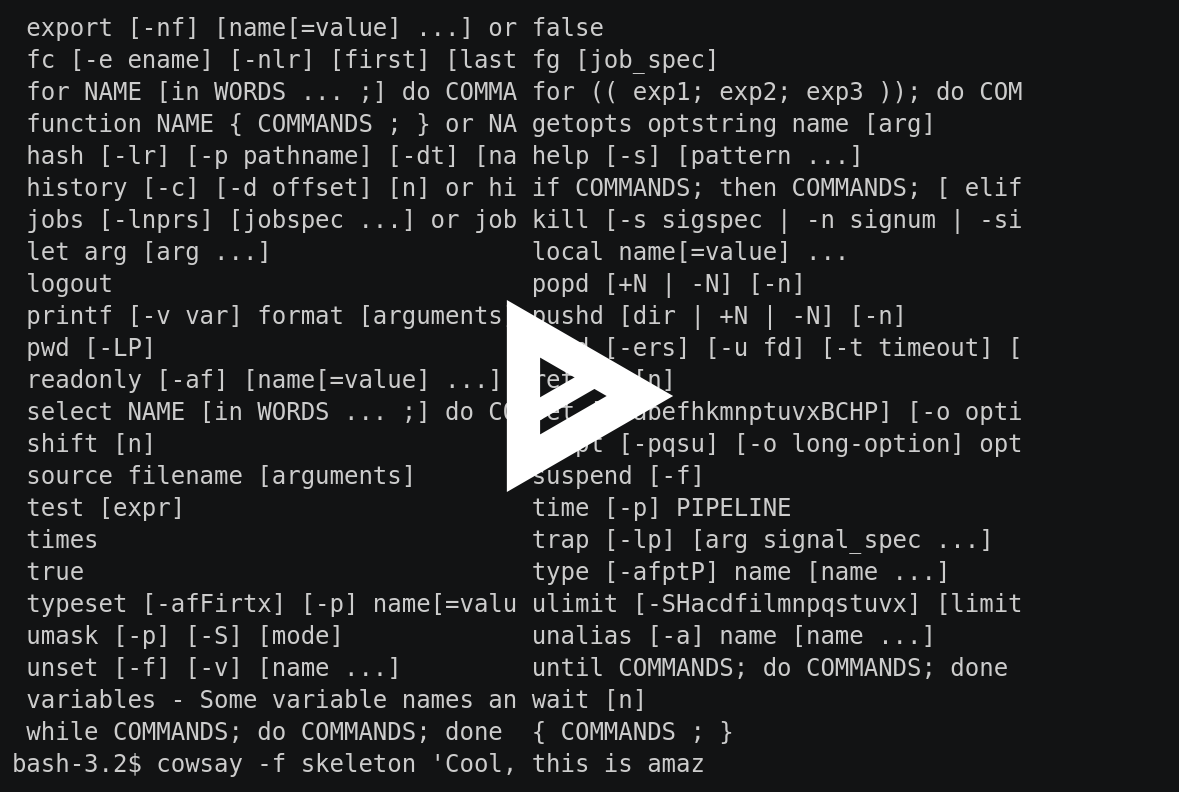 export [-nf] [name[=value] ...] or false
fc [-e ename] [-nlr] [first] [last fg [job_spec]
for NAME [in WORDS ... ;] do COMMA for (( exp1; exp2; exp3 )); do COM
function NAME { COMMANDS ; } or NA getopts optstring name [arg]
hash [-lr] [-p pathname] [-dt] [na help [-s] [pattern ...]
history [-c] [-d offset] [n] or hi if COMMANDS; then COMMANDS; [ elif
jobs [-lnprs] [jobspec ...] or job kill [-s sigspec | -n signum | -si
let arg [arg ...] local name[=value] ...
logout popd [+N | -N] [-n]
printf [-v var] format [arguments pushd [dir | +N | -N] [-n]
pwd [-LP] [-ers] [-u fd] [-t timeout] [
readonly [-af] [name[=value] ...] [n]
select NAME [in WORDS ... ;] do [-o opti
shift [n] [-pqsu] [-o long-option] opt
source filename [arguments] suspend [-f]
test [expr] time [-p] PIPELINE
times trap [-lp] [arg signal_spec ...]
true type [-afptP] name [name ...]
typeset [-afFirtx] [-p] name[=valu ulimit [-SHacdfilmnpqstuvx] [limit
umask [-p] [-S] [mode] unalias [-a] name [name ...]
unset [-f] [-v] [name ...] until COMMANDS; do COMMANDS; done
variables - Some variable names an wait [n]
while COMMANDS; do COMMANDS; done { COMMANDS ; }
bash-3.2$ cowsay -f skeleton 'Cool, this is amaz